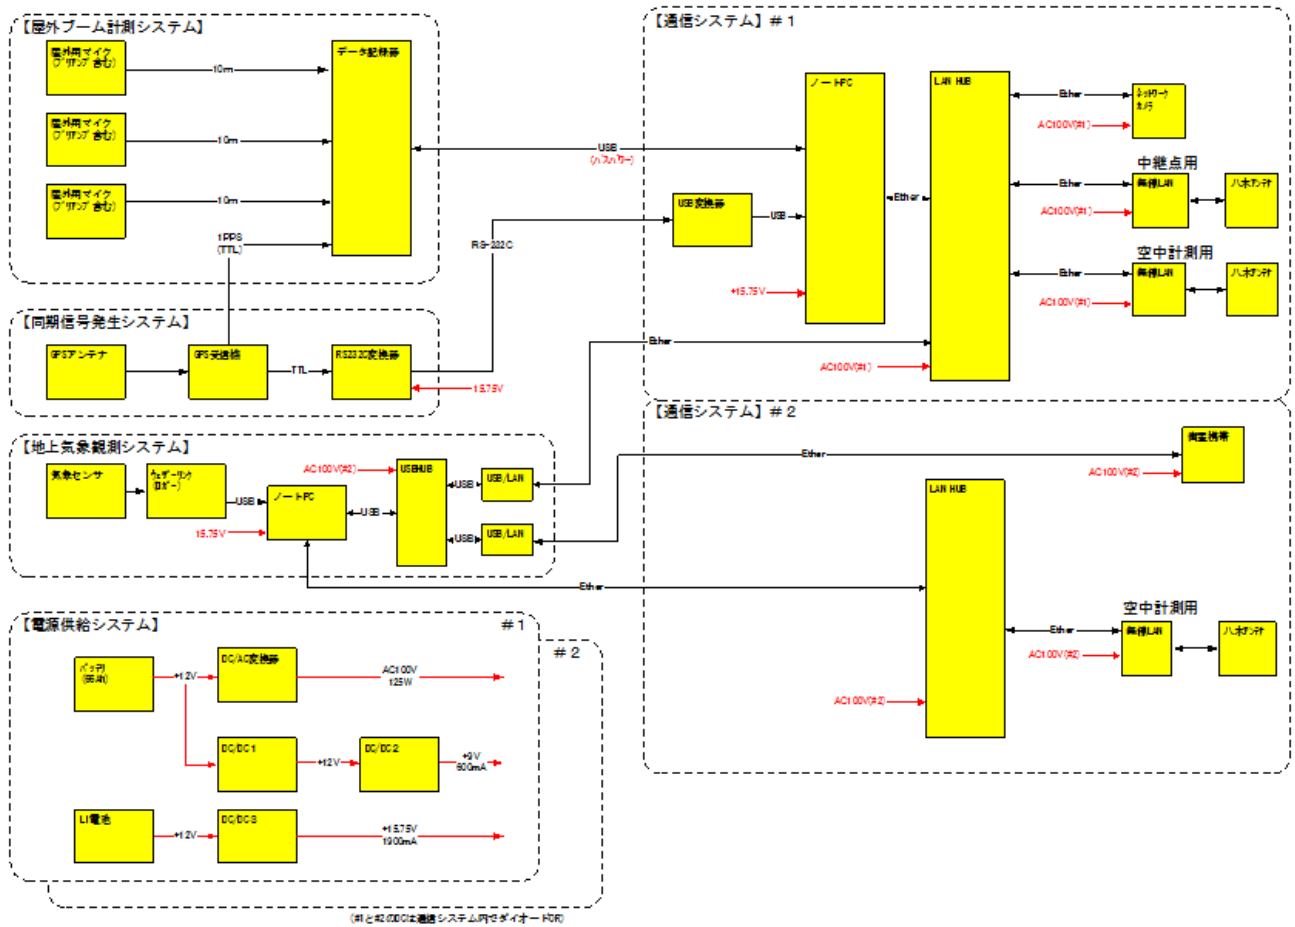 【屋外ブーム計測システム】
屋外用マイク
(プリアンプ含む)
10m
データ記録器
屋外用マイク
(プリアンプ含む)
10m
屋外用マイク
(プリアンプ含む)
10m
1PPS
(TTL)
【同期信号発生システム】
GPSアンテナ
GPS受信機
TTL
RS232C変換器
15.75V
RS-232C
USB
(バスパワー)
【通信システム】＃1
ノートPC
LAN HUB
USB変換器
USB
Ether
+15.75V
AC100V(#1)
Ether
Ether
ネットワーク
カメラ
AC100V(#1)
中継点用
Ether
無線LAN
八木アンテナ
AC100V(#1)
空中計測用
Ether
無線LAN
八木アンテナ
AC100V(#1)
【地上気象観測システム】
気象センサ
ウェザーリンク
(ロガー)
USB
15.75V
ノートPC
USB
AC100V(#2)
USBHUB
USB
USB/LAN
USB
USB/LAN
Ether
Ether
【通信システム】＃2
衛星携帯
AC100V(#2)
LAN HUB
AC100V(#2)
空中計測用
Ether
無線LAN
八木アンテナ
AC100V(#2)
【電源供給システム】
＃1
＃2
バッテリ
+12V
DC/AC変換器
AC100V
125W
DC/DC1
+12V
DC/DC2
+9V
600mA
LI電池
+12V
DC/DC3
+15.75V
1900mA
(#1と#2のDCは通信システム内でダイオードOR)